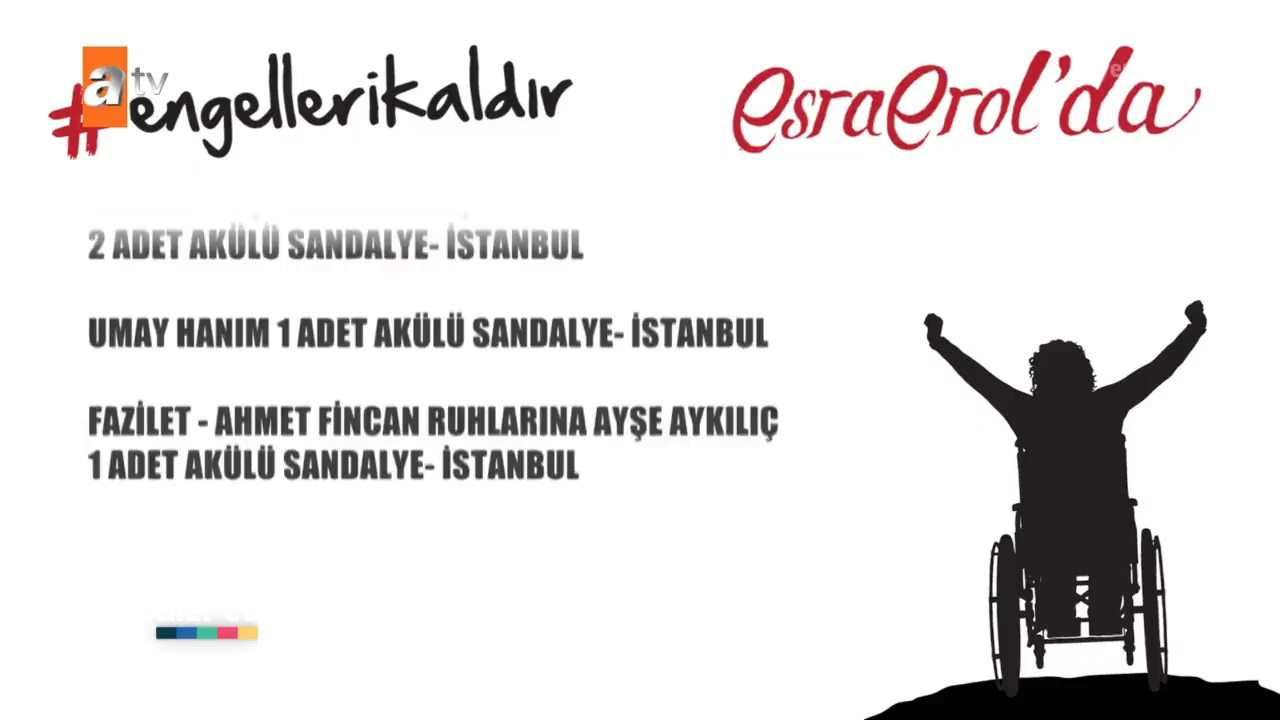 #engellerikaldır
atv
esraerol'da
2 ADET AKÜLÜ SANDALYE- İSTANBUL
UMAY HANIM 1 ADET AKÜLÜ SANDALYE- İSTANBUL
FAZİLET - AHMET FİNCAN RUHLARINA AYŞE AYKILIÇ
1 ADET AKÜLÜ SANDALYE- İSTANBUL